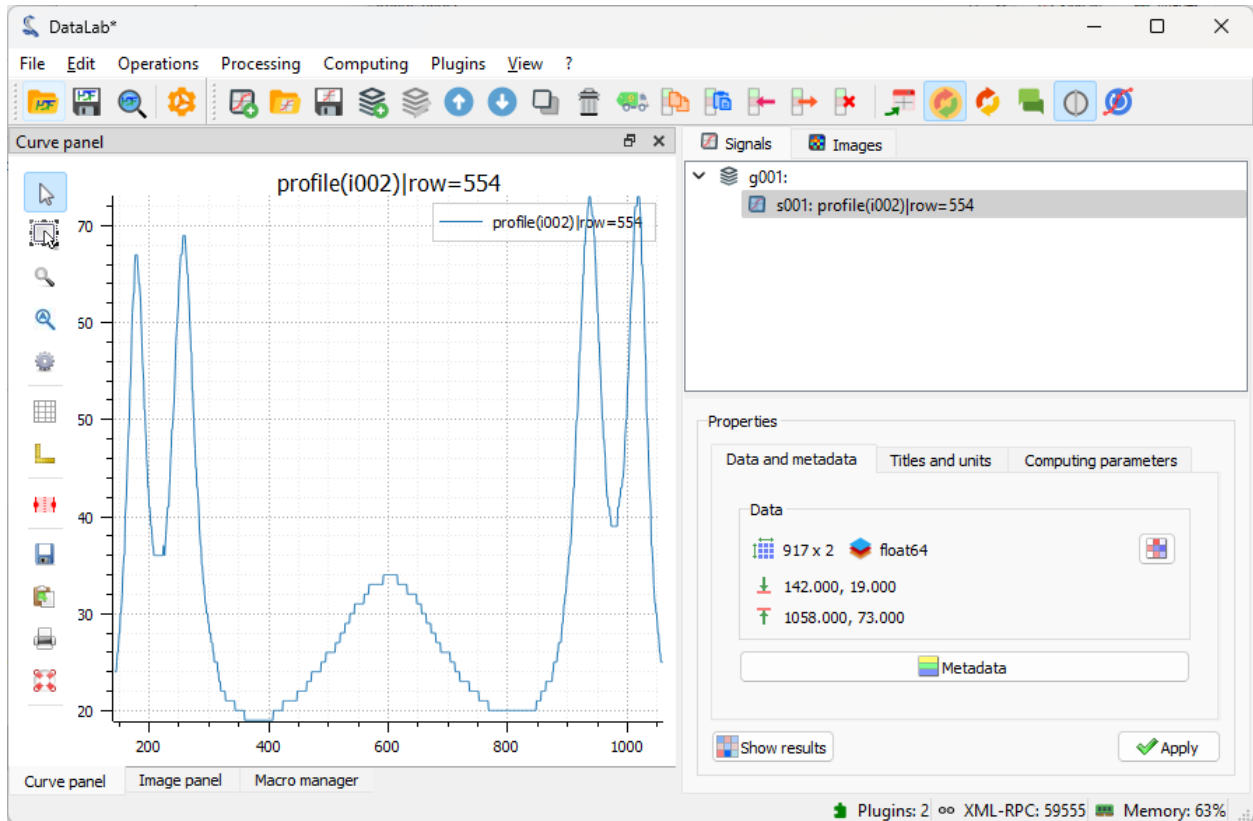 DataLab*
File Edit Operations Processing Computing Plugins View ?
Curve panel
profile(i002)|row=554
profile(i002)|row=554
70
60
50
40
30
20
200 400 600 800 1000
Curve panel Image panel Macro manager
Signals Images
g001:
s001: profile(i002)|row=554
Properties
Data and metadata Titles and units Computing parameters
Data
917 x 2 float64
142.000, 19.000
1058.000, 73.000
Metadata
Show results Apply
Plugins: 2 XML-RPC: 59555 Memory: 63%